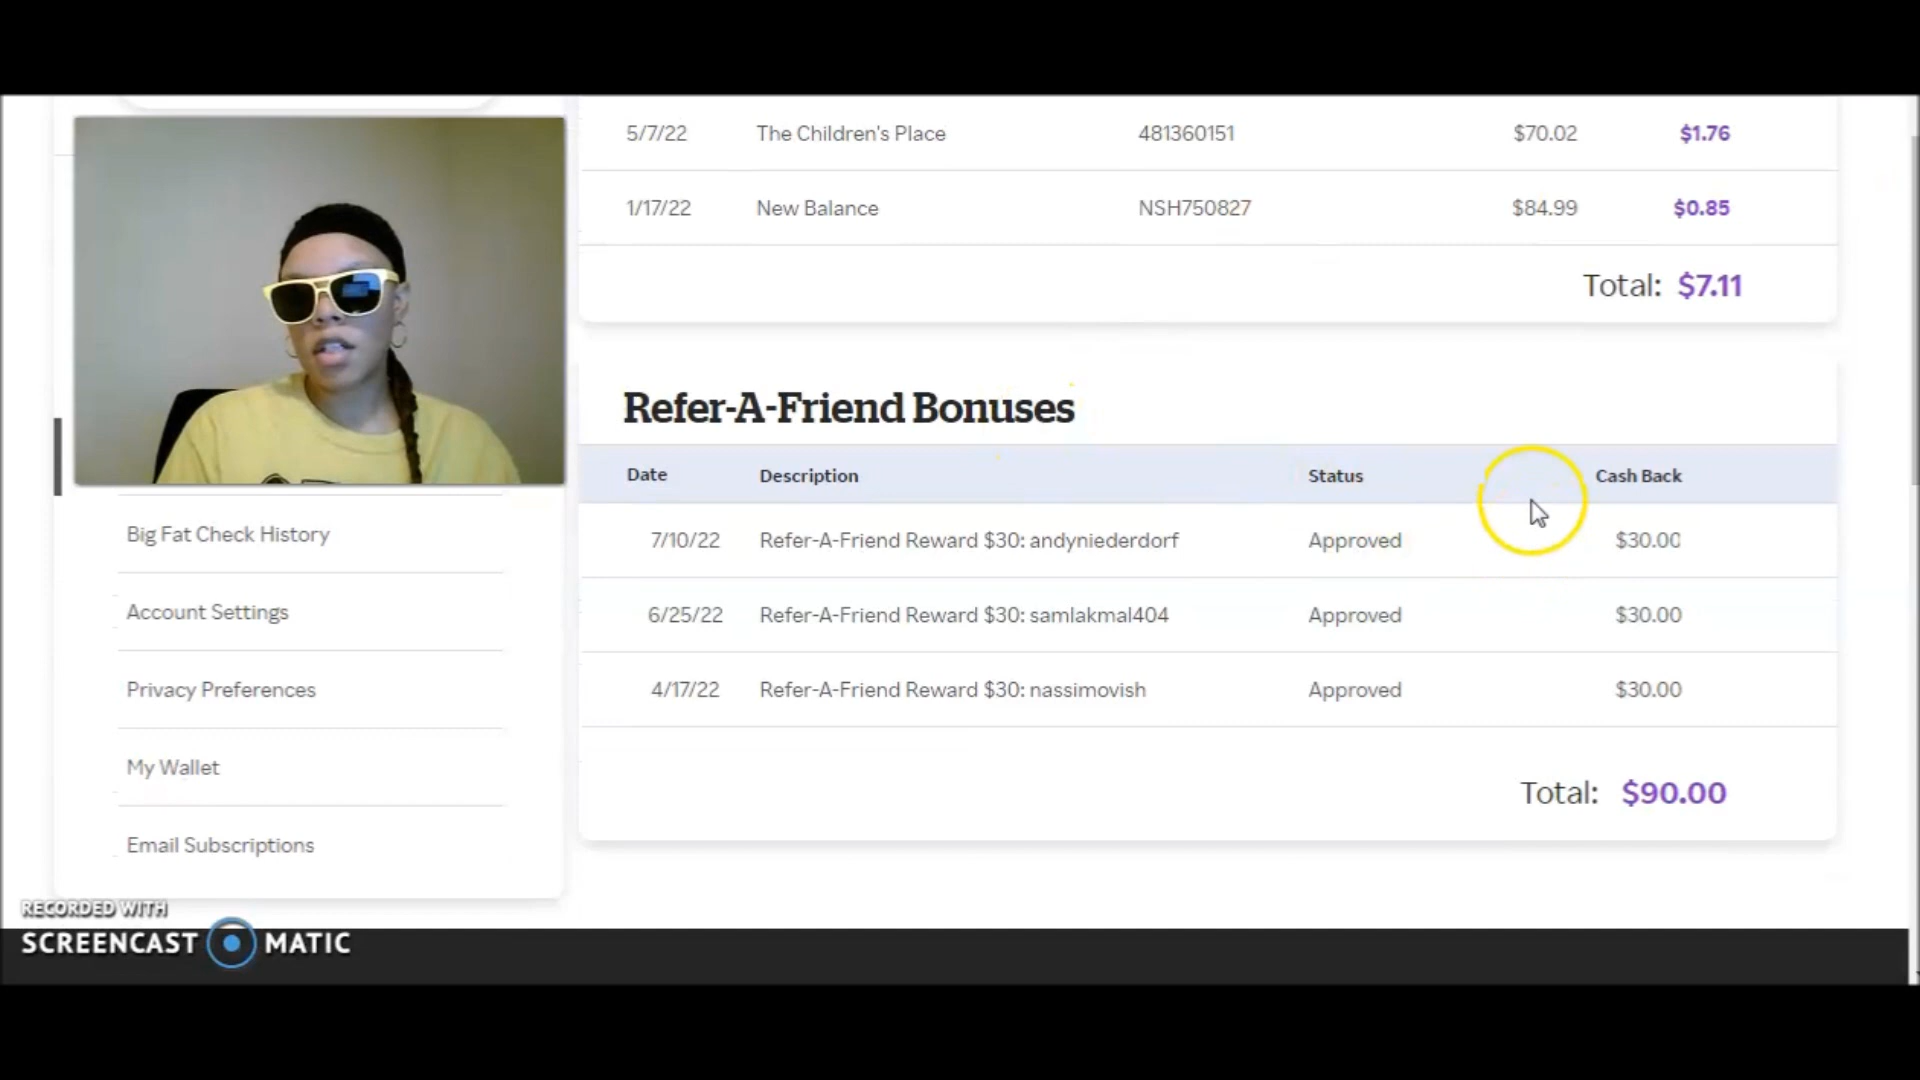 5/7/22 The Children's Place 481360151 $70.02 $1.76
1/17/22 New Balance NSH750827 $84.99 $0.85
Total: $7.11
Refer-A-Friend Bonuses
Date Description Status Cash Back
7/10/22 Refer-A-Friend Reward $30: andyniederdorf Approved $30.00
6/25/22 Refer-A-Friend Reward $30: samlakmal404 Approved $30.00
4/17/22 Refer-A-Friend Reward $30: nassimovish Approved $30.00
Total: $90.00
Big Fat Check History
Account Settings
Privacy Preferences
My Wallet
Email Subscriptions
RECORDED WITH
SCREENCAST MATIC